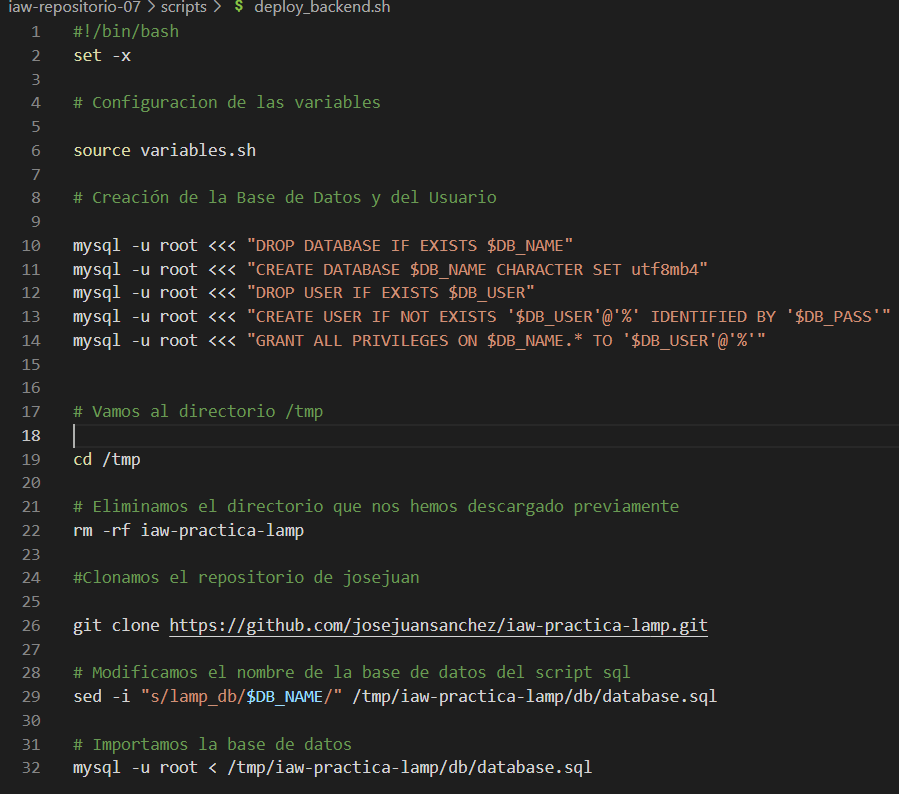 iaw-repositorio-07 > scripts > $ deploy_backend.sh
1 #!/bin/bash
2 set -x
3
4 # Configuracion de las variables
5
6 source variables.sh
7
8 # Creación de la Base de Datos y del Usuario
9
10 mysql -u root <<< "DROP DATABASE IF EXISTS $DB_NAME"
11 mysql -u root <<< "CREATE DATABASE $DB_NAME CHARACTER SET utf8mb4"
12 mysql -u root <<< "DROP USER IF EXISTS $DB_USER"
13 mysql -u root <<< "CREATE USER IF NOT EXISTS '$DB_USER'@'%' IDENTIFIED BY '$DB_PASS'"
14 mysql -u root <<< "GRANT ALL PRIVILEGES ON $DB_NAME.* TO '$DB_USER'@'%'"
15
16
17 # Vamos al directorio /tmp
18
19 cd /tmp
20
21 # Eliminamos el directorio que nos hemos descargado previamente
22 rm -rf iaw-practica-lamp
23
24 #Clonamos el repositorio de josejuan
25
26 git clone https://github.com/josejuansanchez/iaw-practica-lamp.git
27
28 # Modificamos el nombre de la base de datos del script sql
29 sed -i "s/lamp_db/$DB_NAME/" /tmp/iaw-practica-lamp/db/database.sql
30
31 # Importamos la base de datos
32 mysql -u root < /tmp/iaw-practica-lamp/db/database.sql